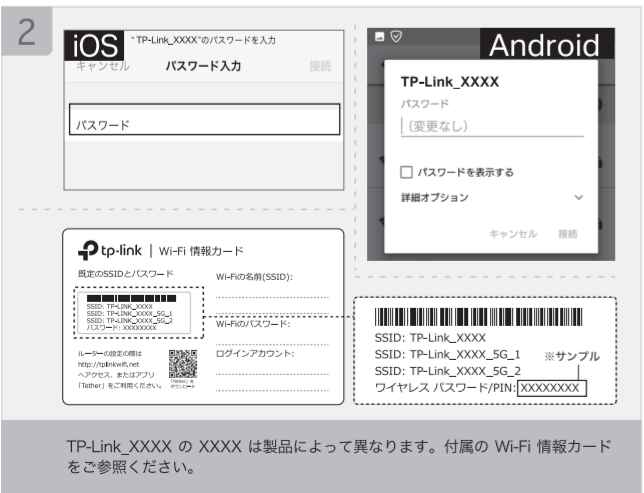 2
iOS
"TP-Link_XXXX"のパスワードを入力
キャンセル パスワード入力 接続
パスワード
Android
TP-Link_XXXX
パスワード
(変更なし)
パスワードを表示する
詳細オプション
キャンセル 接続
tp-link | Wi-Fi 情報カード
既定のSSIDとパスワード
SSID: TP-LINK_XXXX
SSID: TP-LINK_XXXX_5G_1
SSID: TP-LINK_XXXX_5G_2
パスワード: XXXXXXXX
ルーターの設定の際は
http://tplinkwifi.net
へアクセス、またはアプリ
「Tether」をご利用ください。
「Tether」を
ダウンロード
Wi-Fiの名前(SSID):
Wi-Fiのパスワード:
ログインアカウント:
SSID: TP-LINK_XXXX
SSID: TP-LINK_XXXX_5G_1 ※サンプル
SSID: TP-LINK_XXXX_5G_2
ワイヤレス パスワード/PIN: XXXXXXXX
TP-Link_XXXX の XXXX は製品によって異なります。付属の Wi-Fi 情報カード
をご参照ください。